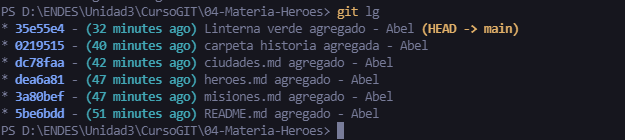 PS D:\ENDES\Unidad3\CursoGIT\04-Materia-Heroes> git lg
* 35e55e4 - (32 minutes ago) Linterna verde agregado - Abel (HEAD -> main)
* 0219515 - (40 minutes ago) carpeta historia agregada - Abel
* dc78faa - (42 minutes ago) ciudades.md agregado - Abel
* dea6a81 - (47 minutes ago) heroes.md agregado - Abel
* 3a80bef - (47 minutes ago) misiones.md agregado - Abel
* 5be6bdd - (51 minutes ago) README.md agregado - Abel
PS D:\ENDES\Unidad3\CursoGIT\04-Materia-Heroes>